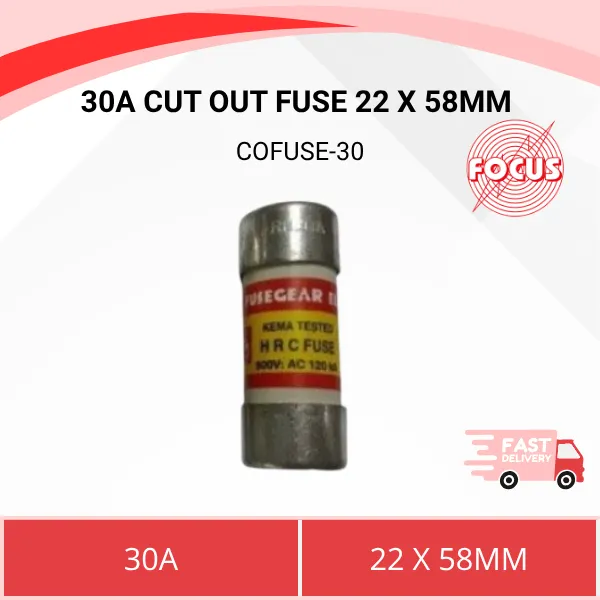 30A CUT OUT FUSE 22 X 58MM
COFUSE-30
FOCUS
FUSEGEAR
KEMA TESTED
H R C FUSE
AC 120 kA
FAST
DELIVERY
30A
22 X 58MM